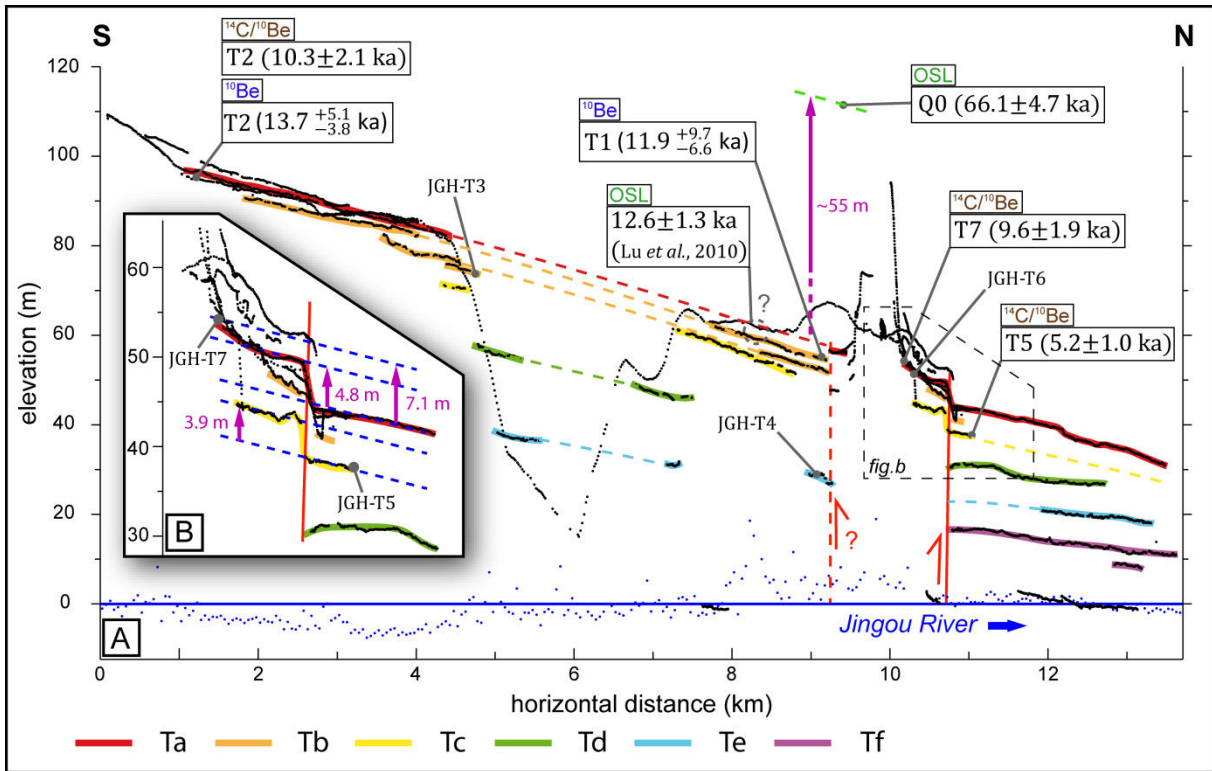 S
N
¹⁴C/¹⁰Be
T2 (10.3±2.1 ka)
¹⁰Be
T2 (13.7 +5.1 −3.8 ka)
¹⁰Be
T1 (11.9 +9.7 −6.6 ka)
OSL
Q0 (66.1±4.7 ka)
OSL
12.6±1.3 ka
(Lu et al., 2010)
~55 m
¹⁴C/¹⁰Be
T7 (9.6±1.9 ka)
JGH-T6
¹⁴C/¹⁰Be
T5 (5.2±1.0 ka)
JGH-T3
?
JGH-T4
?
fig.b
120
100
80
60
40
20
0
elevation (m)
60
50
40
30
JGH-T7
4.8 m
7.1 m
3.9 m
JGH-T5
B
A
Jingou River
0 2 4 6 8 10 12
horizontal distance (km)
Ta Tb Tc Td Te Tf